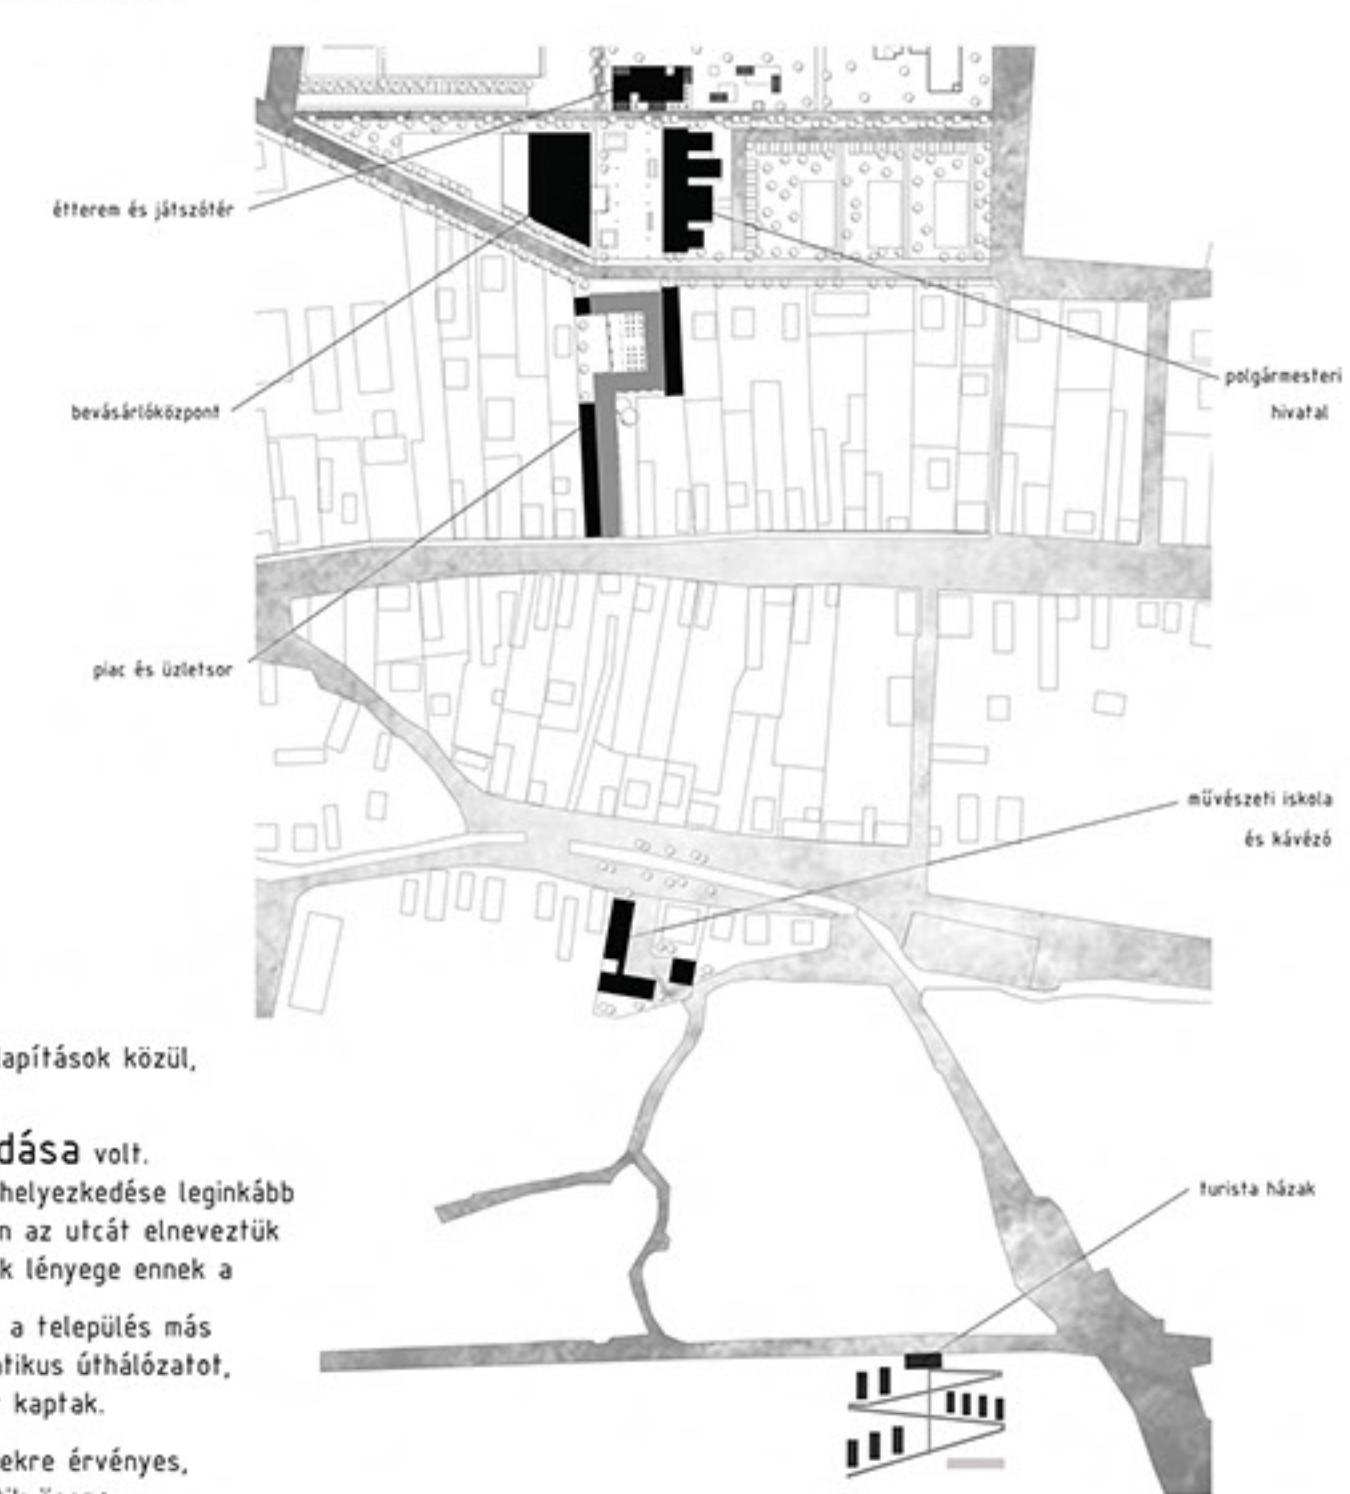 étterem és játszótér
bevásárlóközpont
polgármesteri
hivatal
piac és üzletsor
művészeti iskola
és kávézó
lapítások közül,
dása volt.
helyezkedése leginkább
n az utcát elneveztük
k lényege ennek a
turista házak
a település más
tikus úthálózatot,
kaptak.
ekre érvényes,